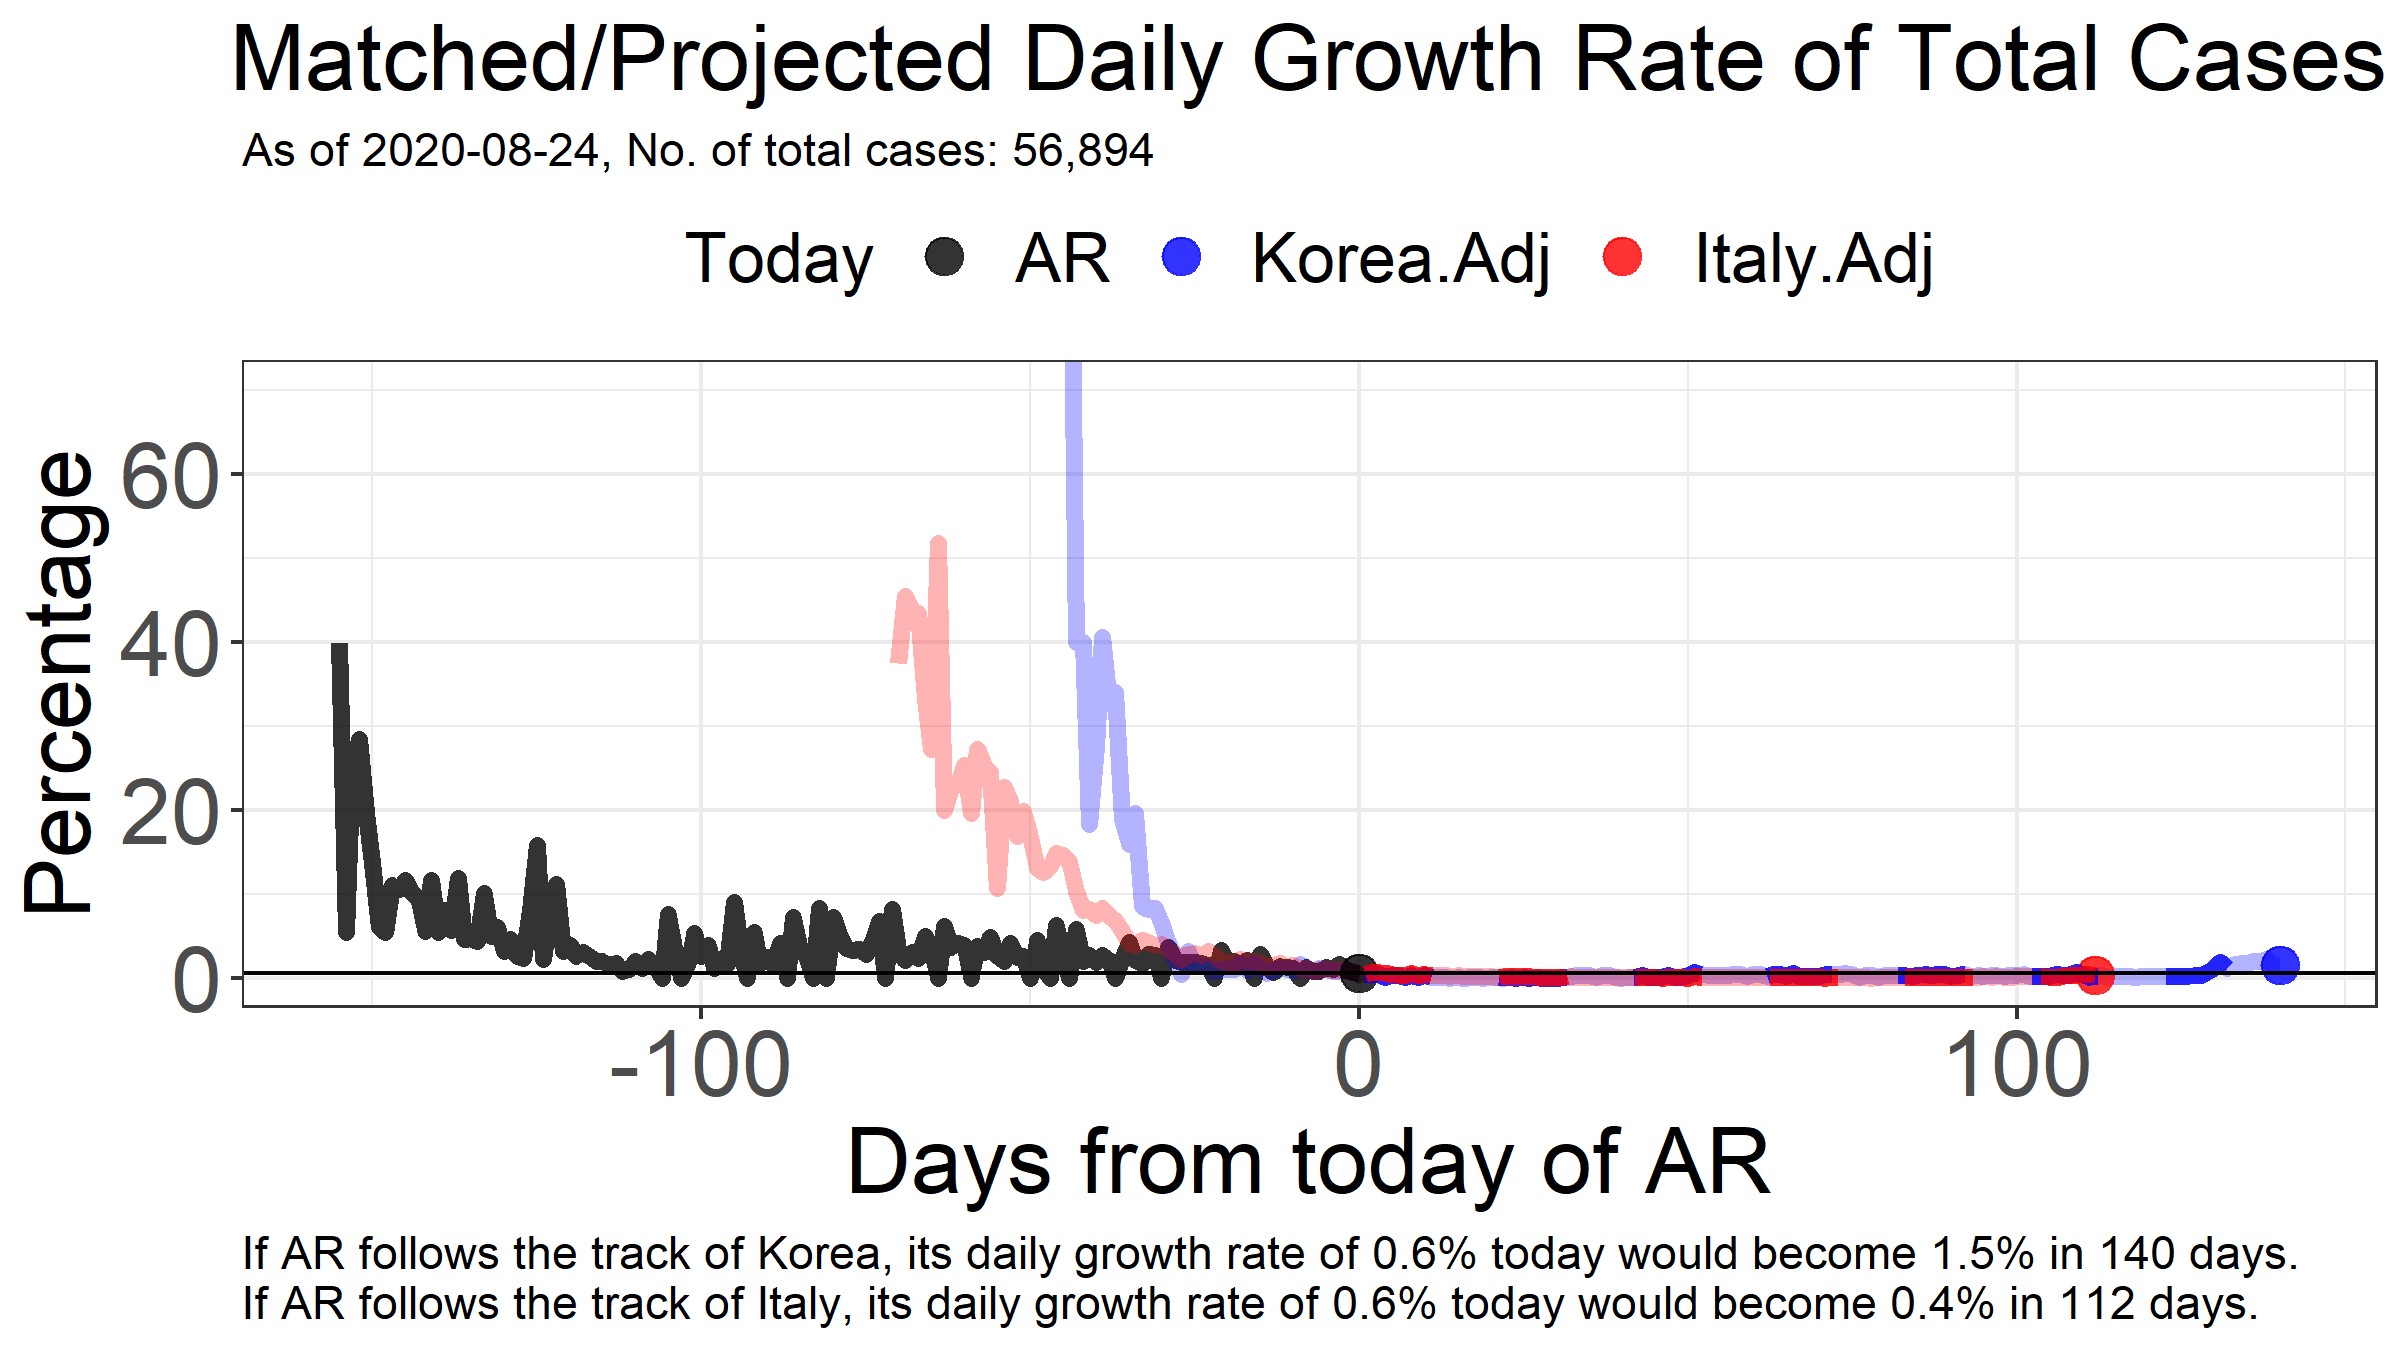 Matched/Projected Daily Growth Rate of Total Cases
As of 2020-08-24, No. of total cases: 56,894
Today AR Korea.Adj Italy.Adj
Percentage
60
40
20
0
-100 0 100
Days from today of AR
If AR follows the track of Korea, its daily growth rate of 0.6% today would become 1.5% in 140 days.
If AR follows the track of Italy, its daily growth rate of 0.6% today would become 0.4% in 112 days.